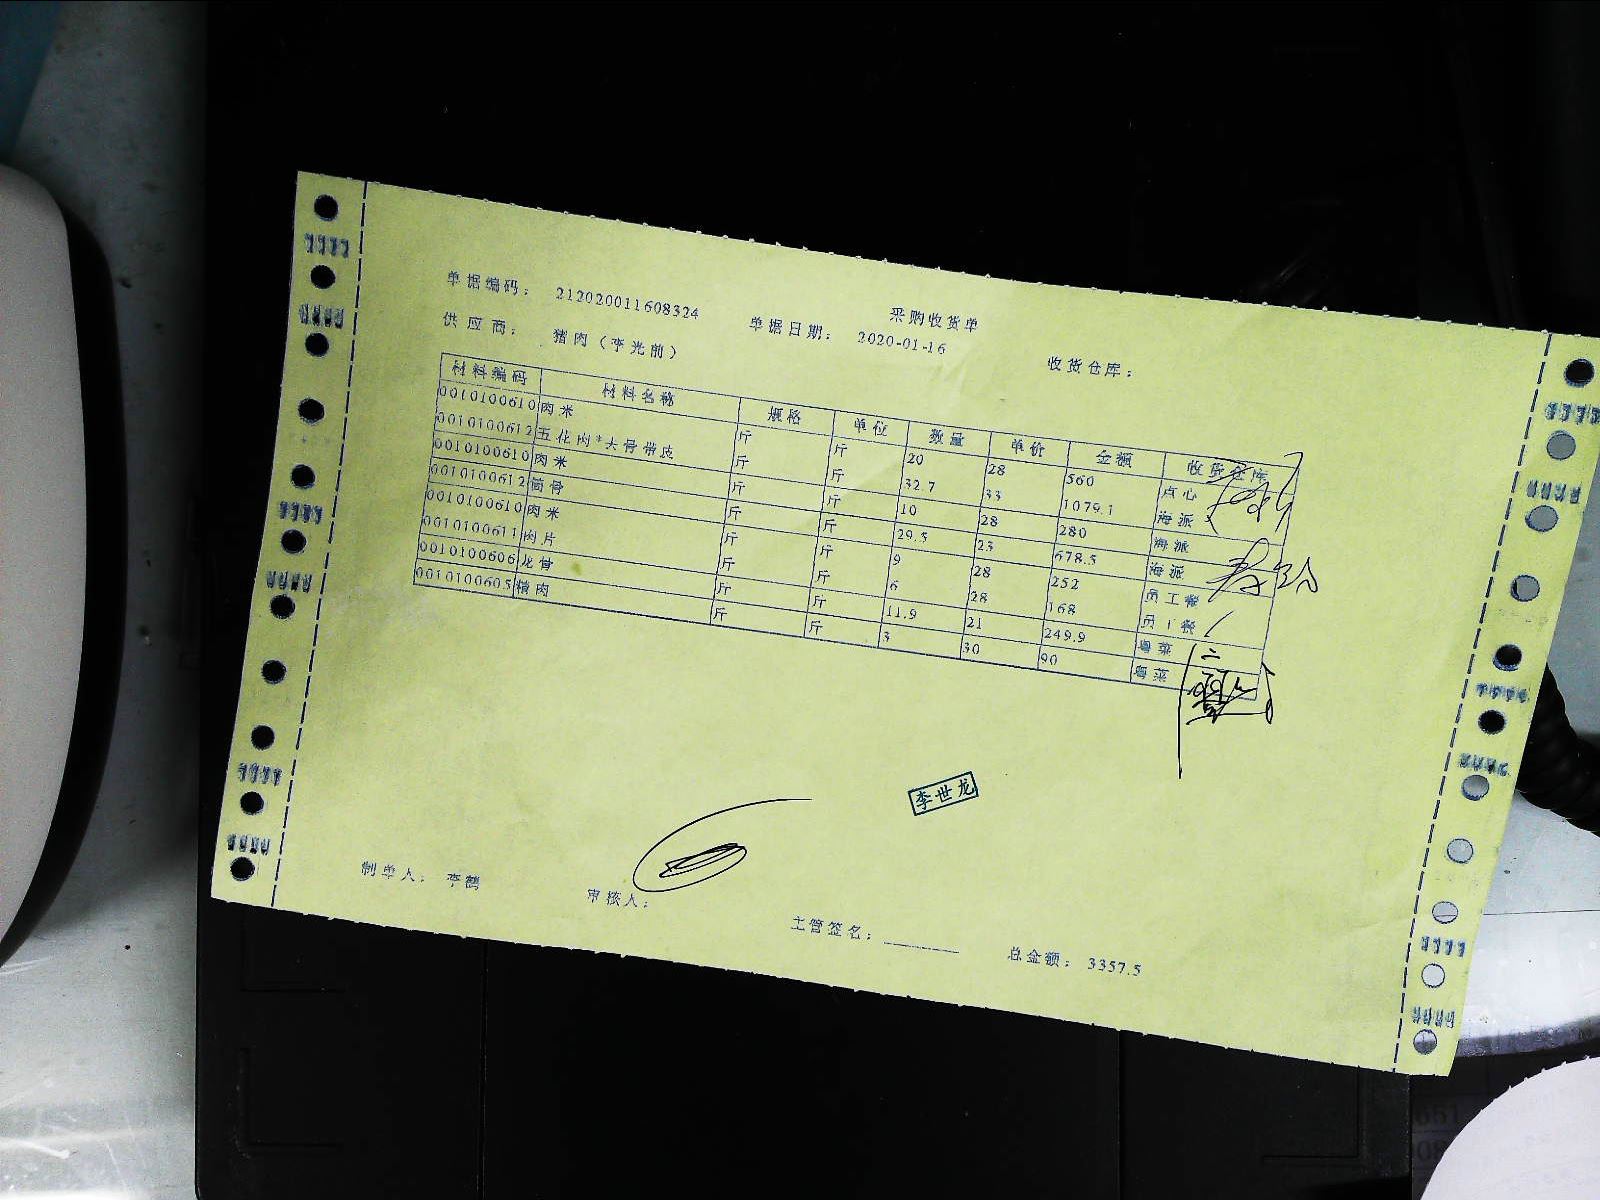 采购收货单
单据编码： 212020011608324 单据日期： 2020-01-16 收货仓库：
供应商： 猪肉（李光前）
材料编码 材料名称 规格 单位 数量 单价 金额 收货仓库
0010100610 肉米 斤 斤 20 28 560 点心
0010100612 五花肉*大骨带皮 斤 斤 32.7 33 1079.1 海派
0010100610 肉米 斤 斤 10 28 280 海派
0010100612 筒骨 斤 斤 29.5 23 678.5 海派
0010100610 肉米 斤 斤 9 28 252 员工餐
0010100611 肉片 斤 斤 6 28 168 员工餐
0010100606 龙骨 斤 斤 11.9 21 249.9 粤菜
0010100605 精肉 斤 斤 3 30 90 粤菜
李世龙
制单人： 李鹤 审核人： 主管签名： 总金额： 3357.5